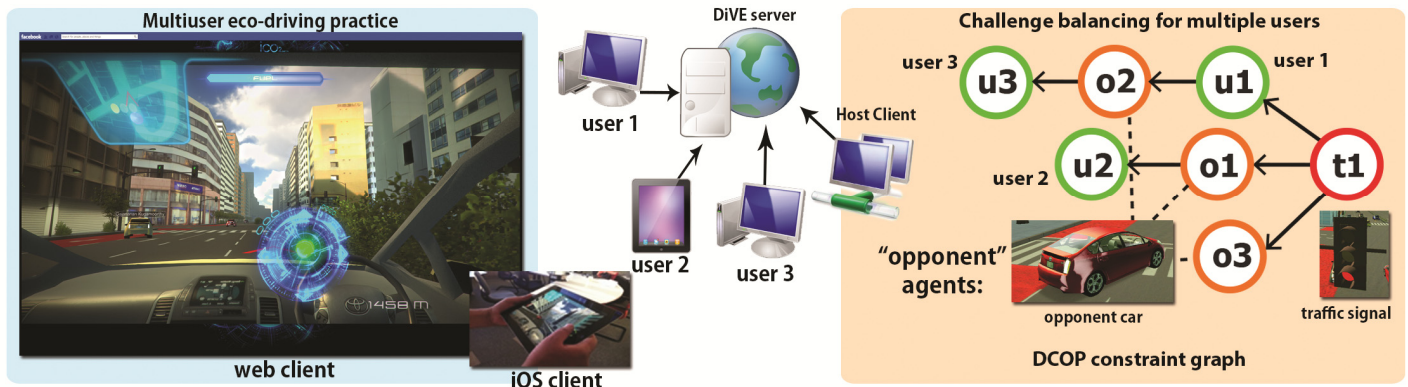 Multiuser eco-driving practice
facebook
100%
FUEL
1458 m
web client
iOS client
DiVE server
user 1
Host Client
user 2
user 3
Challenge balancing for multiple users
user 3
u3
o2
u1
user 1
u2
o1
t1
user 2
o3
"opponent"
agents:
opponent car
traffic signal
DCOP constraint graph